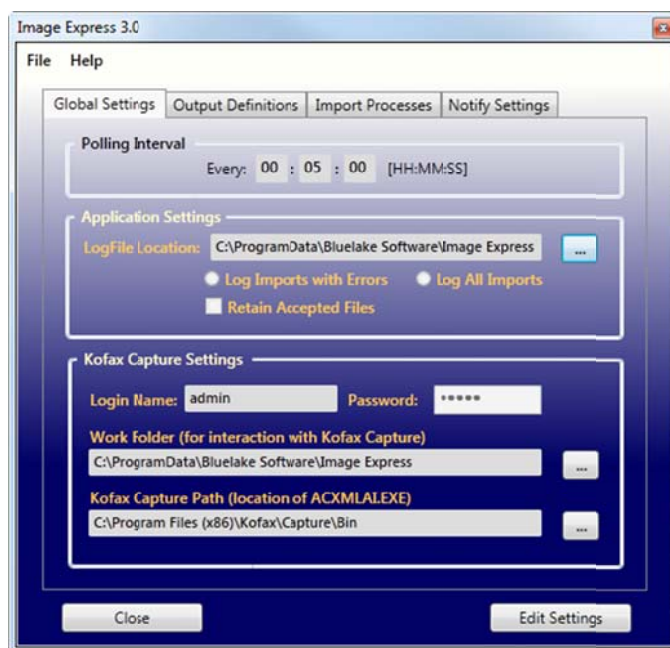 Image Express 3.0
File Help
Global Settings Output Definitions Import Processes Notify Settings
Polling Interval
Every: 00 : 05 : 00 [HH:MM:SS]
Application Settings
LogFile Location: C:\ProgramData\Bluelake Software\Image Express ...
Log Imports with Errors Log All Imports
Retain Accepted Files
Kofax Capture Settings
Login Name: admin Password: •••••
Work folder (for interaction with Kofax Capture)
C:\ProgramData\Bluelake Software\Image Express ...
Kofax Capture Path (location of ACXMLAI.EXE)
C:\Program Files (x86)\Kofax\Capture\Bin ...
Close Edit Settings